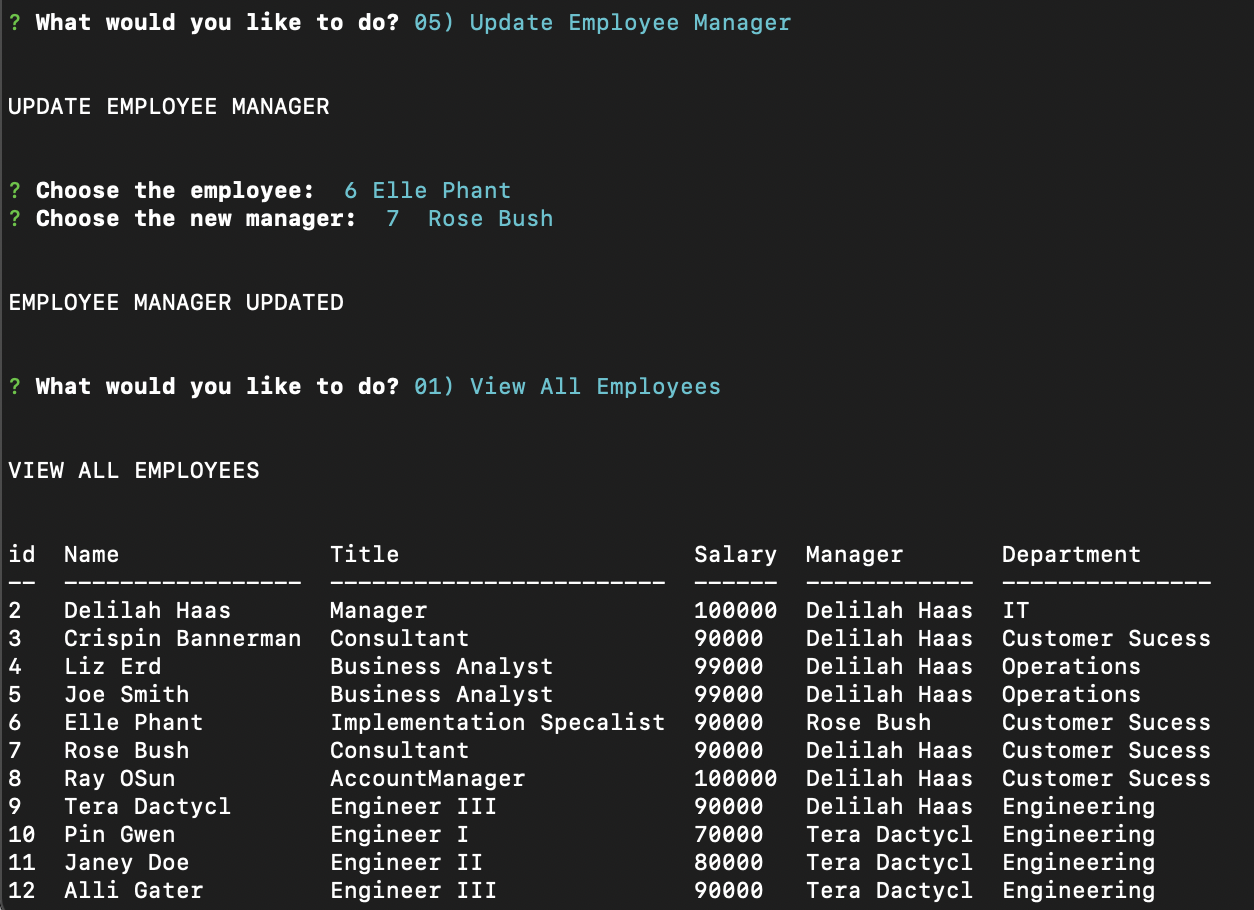 ? What would you like to do? 05) Update Employee Manager
UPDATE EMPLOYEE MANAGER
? Choose the employee:  6 Elle Phant
? Choose the new manager:  7  Rose Bush
EMPLOYEE MANAGER UPDATED
? What would you like to do? 01) View All Employees
VIEW ALL EMPLOYEES
id  Name               Title                     Salary  Manager       Department
--  -----------------  ------------------------  ------  ------------  ---------------
2   Delilah Haas       Manager                   100000  Delilah Haas  IT
3   Crispin Bannerman  Consultant                90000   Delilah Haas  Customer Sucess
4   Liz Erd            Business Analyst          99000   Delilah Haas  Operations
5   Joe Smith          Business Analyst          99000   Delilah Haas  Operations
6   Elle Phant         Implementation Specalist  90000   Rose Bush     Customer Sucess
7   Rose Bush          Consultant                90000   Delilah Haas  Customer Sucess
8   Ray OSun           AccountManager            100000  Delilah Haas  Customer Sucess
9   Tera Dactycl       Engineer III              90000   Delilah Haas  Engineering
10  Pin Gwen           Engineer I                70000   Tera Dactycl  Engineering
11  Janey Doe          Engineer II               80000   Tera Dactycl  Engineering
12  Alli Gater         Engineer III              90000   Tera Dactycl  Engineering